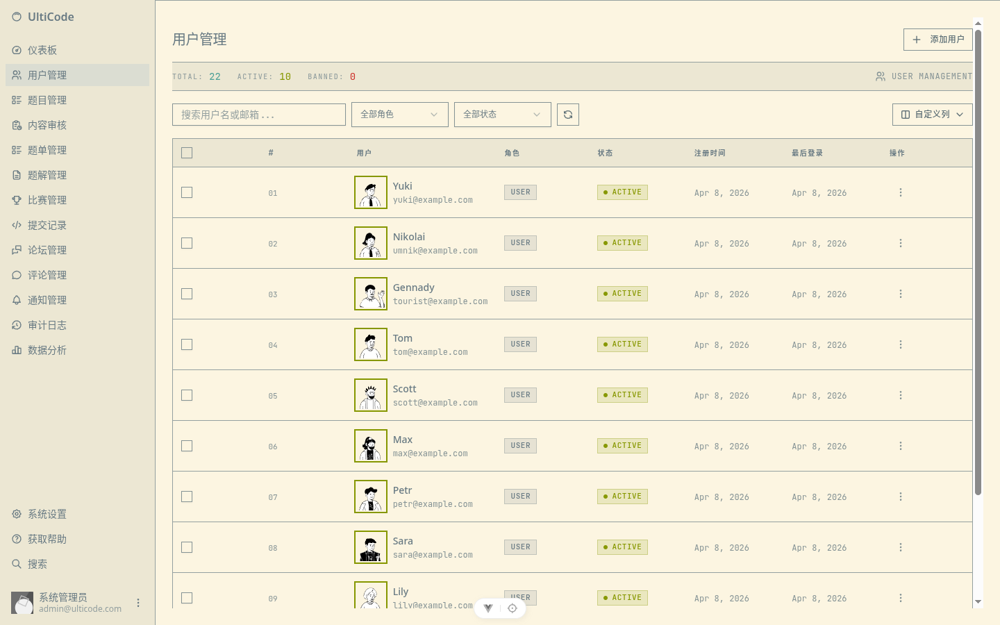 UltiCode
仪表板
用户管理
题目管理
内容审核
题单管理
题解管理
比赛管理
提交记录
论坛管理
评论管理
通知管理
审计日志
数据分析
系统设置
获取帮助
搜索
系统管理员
admin@ulticode.com
用户管理
添加用户
TOTAL: 22 ACTIVE: 10 BANNED: 0
USER MANAGEMENT
搜索用户名或邮箱...
全部角色
全部状态
自定义列
# 用户 角色 状态 注册时间 最后登录 操作
01 Yuki USER ACTIVE Apr 8, 2026 Apr 8, 2026
yuki@example.com
02 Nikolai USER ACTIVE Apr 8, 2026 Apr 8, 2026
umnik@example.com
03 Gennady USER ACTIVE Apr 8, 2026 Apr 8, 2026
tourist@example.com
04 Tom USER ACTIVE Apr 8, 2026 Apr 8, 2026
tom@example.com
05 Scott USER ACTIVE Apr 8, 2026 Apr 8, 2026
scott@example.com
06 Max USER ACTIVE Apr 8, 2026 Apr 8, 2026
max@example.com
07 Petr USER ACTIVE Apr 8, 2026 Apr 8, 2026
petr@example.com
08 Sara USER ACTIVE Apr 8, 2026 Apr 8, 2026
sara@example.com
09 Lily USER ACTIVE Apr 8, 2026 Apr 8, 2026
lily@example.com